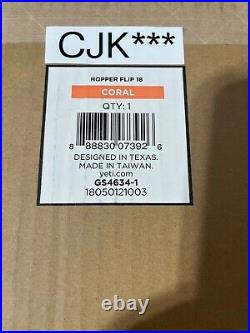 CJK***
HOPPER FLIP 18
CORAL
QTY: 1
8 88830 07392 6
DESIGNED IN TEXAS.
MADE IN TAIWAN.
yeti.com
GS4634-1
18050121003